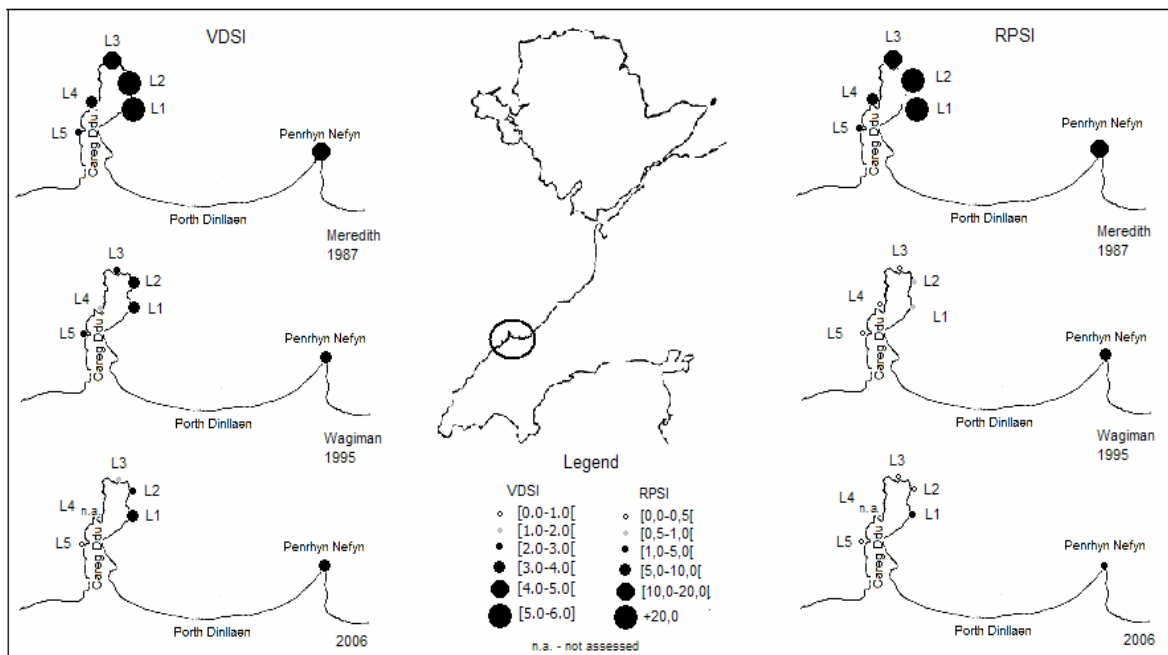 VDSI
L3
L2
L4
L1
L5
Careg Ddu
Penrhyn Nefyn
Porth Dinllaen
Meredith
1987
L3
L2
L4
L1
L5
Careg Ddu
Penrhyn Nefyn
Porth Dinllaen
Wagiman
1995
L3
L2
L4
n.a.
L1
L5
Careg Ddu
Penrhyn Nefyn
Porth Dinllaen
2006
Legend
VDSI
[0.0-1.0[
[1.0-2.0[
[2.0-3.0[
[3.0-4.0[
[4.0-5.0[
[5.0-6.0]
RPSI
[0,0-0,5[
[0,5-1,0[
[1,0-5,0[
[5,0-10,0[
[10,0-20,0[
+20,0
n.a. - not assessed
RPSI
L3
L2
L4
L1
L5
Careg Ddu
Penrhyn Nefyn
Porth Dinllaen
Meredith
1987
L3
L2
L4
L1
L5
Careg Ddu
Penrhyn Nefyn
Porth Dinllaen
Wagiman
1995
L3
L2
L4
n.a.
L1
L5
Careg Ddu
Penrhyn Nefyn
Porth Dinllaen
2006